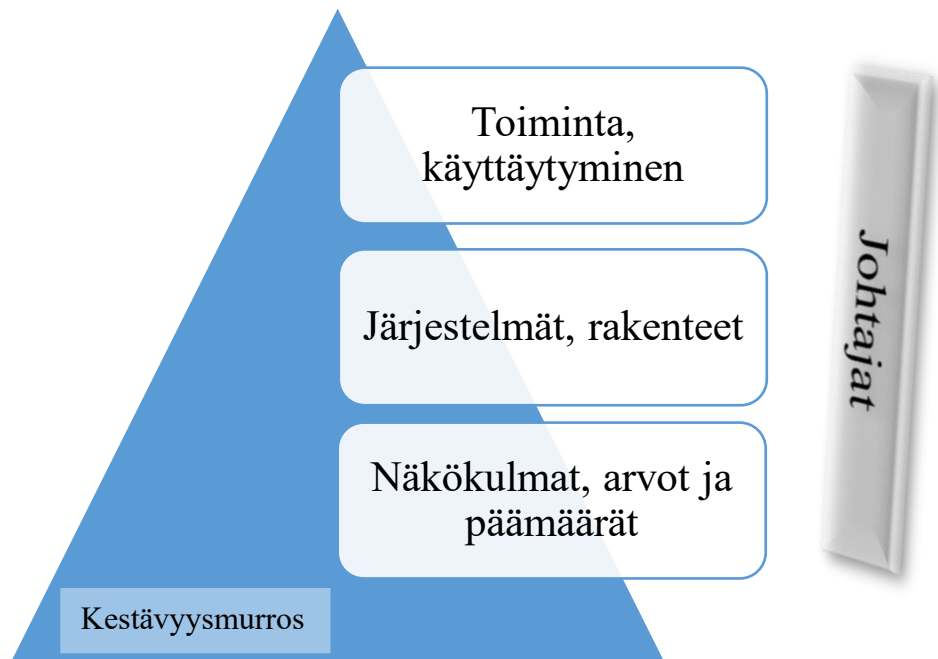 Toiminta,
käyttäytyminen
Järjestelmät, rakenteet
Näkökulmat, arvot ja
päämäärät
Kestävyysmurros
Johtajat